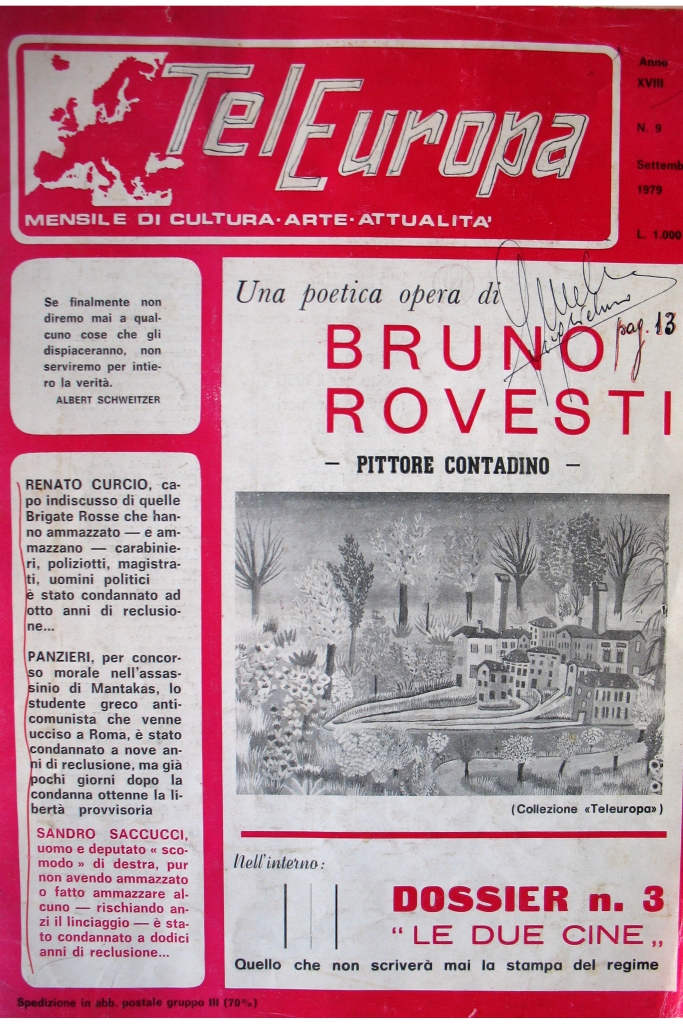 TelEuropa
MENSILE DI CULTURA·ARTE·ATTUALITA'
Anno
XVIII
N. 9
Settemb
1979
L. 1.000
Se finalmente non
diremo mai a qual-
cuno cose che gli
dispiaceranno, non
serviremo per intie-
ro la verità.
ALBERT SCHWEITZER
RENATO CURCIO, ca-
po indiscusso di quelle
Brigate Rosse che han-
no ammazzato — e am-
mazzano — carabinie-
ri, poliziotti, magistra-
ti, uomini politici
è stato condannato ad
otto anni di reclusio-
ne...
PANZIERI, per concor-
so morale nell'assas-
sinio di Mantakas, lo
studente greco anti-
comunista che venne
ucciso a Roma, è stato
condannato a nove an-
ni di reclusione, ma già
pochi giorni dopo la
condanna ottenne la li-
bertà provvisoria
SANDRO SACCUCCI,
uomo e deputato « sco-
modo » di destra, pur
non avendo ammazzato
o fatto ammazzare al-
cuno — rischiando an-
zi il linciaggio — è sta-
to condannato a dodici
anni di reclusione...
Una poetica opera di
BRUNO
pag. 13
ROVESTI
— PITTORE CONTADINO —
(Collezione «Teleuropa»)
Nell'interno:
DOSSIER n. 3
“ LE DUE CINE „
Quello che non scriverà mai la stampa del regime
Spedizione in abb. postale gruppo III (70%)